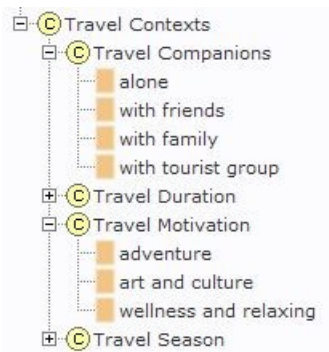 C Travel Contexts
C Travel Companions
alone
with friends
with family
with tourist group
C Travel Duration
C Travel Motivation
adventure
art and culture
wellness and relaxing
C Travel Season